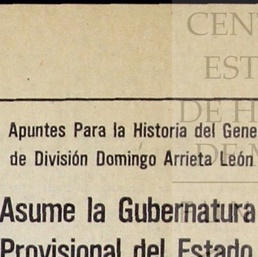 CEN
EST
DE H
DE M
Apuntes Para la Historia del Gene
de División Domingo Arrieta León
Asume la Gubernatura
Provisional del Estado